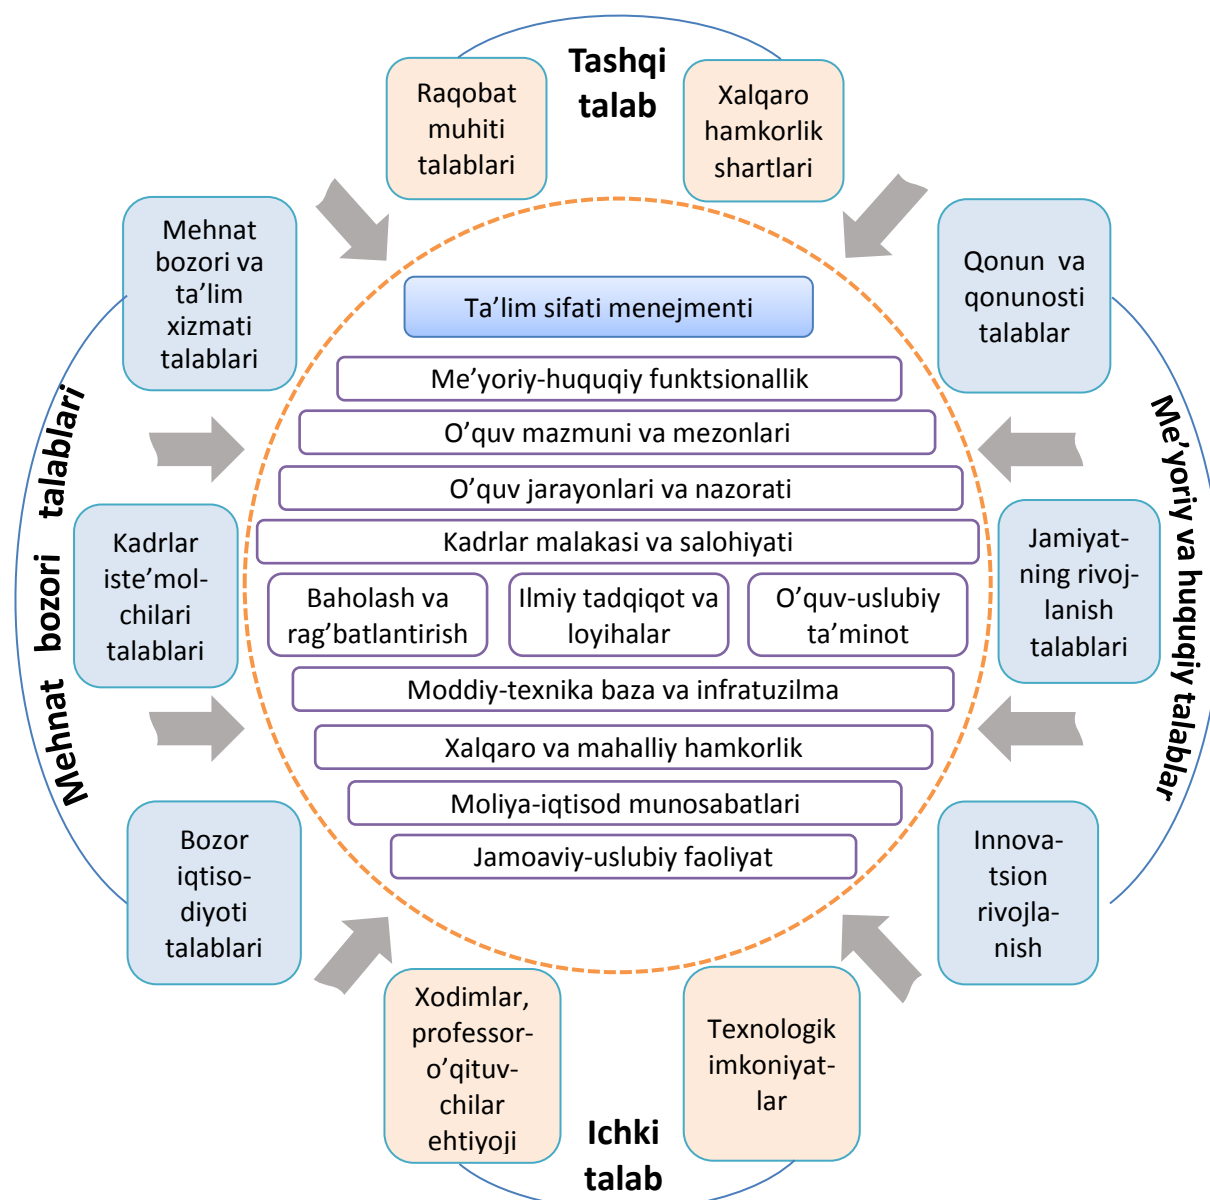 Tashqi
talab
Raqobat
muhiti
talablari
Xalqaro
hamkorlik
shartlari
Mehnat
bozori va
ta’lim
xizmati
talablari
Qonun va
qonunosti
talablar
Mehnat bozori talablari
Me’yoriy va huquqiy talablar
Ta’lim sifati menejmenti
Me’yoriy-huquqiy funktsionallik
O’quv mazmuni va mezonlari
O’quv jarayonlari va nazorati
Kadrlar malakasi va salohiyati
Baholash va
rag’batlantirish
Ilmiy tadqiqot va
loyihalar
O’quv-uslubiy
ta’minot
Moddiy-texnika baza va infratuzilma
Xalqaro va mahalliy hamkorlik
Moliya-iqtisod munosabatlari
Jamoaviy-uslubiy faoliyat
Kadrlar
iste’mol-
chilari
talablari
Jamiyat-
ning rivoj-
lanish
talablari
Bozor
iqtiso-
diyoti
talablari
Innova-
tsion
rivojla-
nish
Xodimlar,
professor-
o’qituv-
chilar
ehtiyoji
Texnologik
imkoniyat-
lar
Ichki
talab